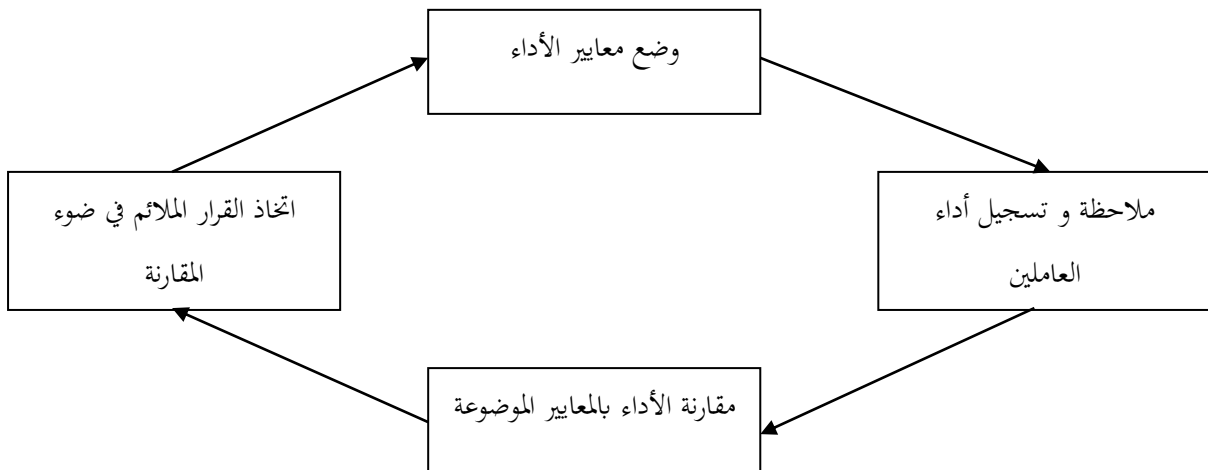 وضع معايير الأداء
ملاحظة و تسجيل أداء
العاملين
مقارنة الأداء بالمعايير الموضوعة
اتخاذ القرار الملائم في ضوء
المقارنة